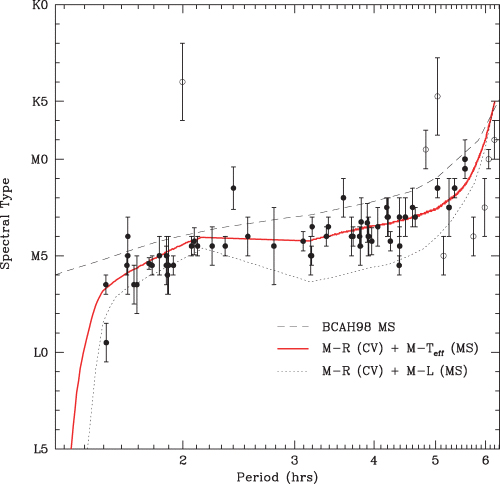 K0
K5
M0
M5
L0
L5
Spectral Type
BCAH98 MS
M-R (CV) + M-Teff (MS)
M-R (CV) + M-L (MS)
2
3
4
5
6
Period (hrs)